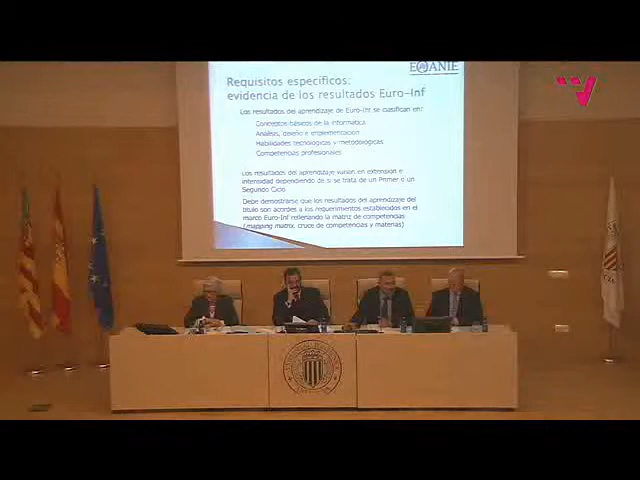 EQANIE
Requisitos específicos:
evidencia de los resultados Euro-Inf
Los resultados del aprendizaje de Euro-Inf se clasifican en:
Conceptos básicos de la informática
Análisis, diseño e implementación
Habilidades tecnológicas y metodológicas
Competencias profesionales
Los resultados del aprendizaje varían en extensión e
intensidad dependiendo de si se trata de un Primer o un
Segundo Ciclo
Debe demostrarse que los resultados del aprendizaje del
título son acordes a los requerimientos establecidos en el
marco Euro-Inf rellenando la matriz de competencias
(mapping matrix: cruce de competencias y materias)